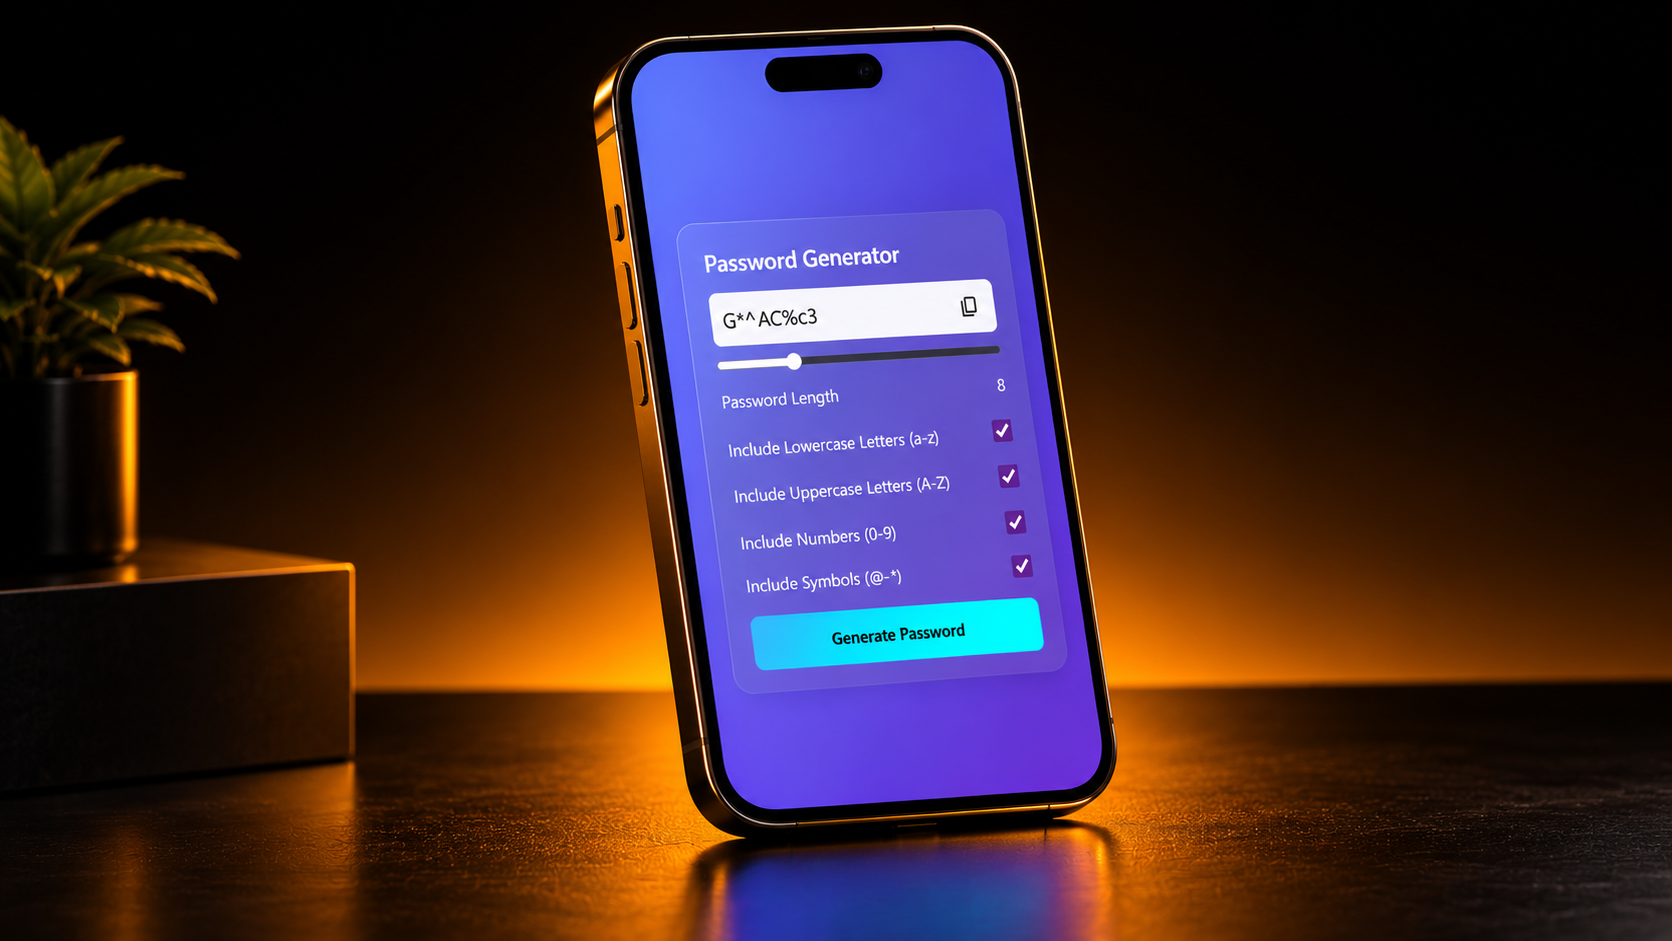 Password Generator
G*^AC%c3
Password Length 8
Include Lowercase Letters (a-z)
Include Uppercase Letters (A-Z)
Include Numbers (0-9)
Include Symbols (@-*)
Generate Password